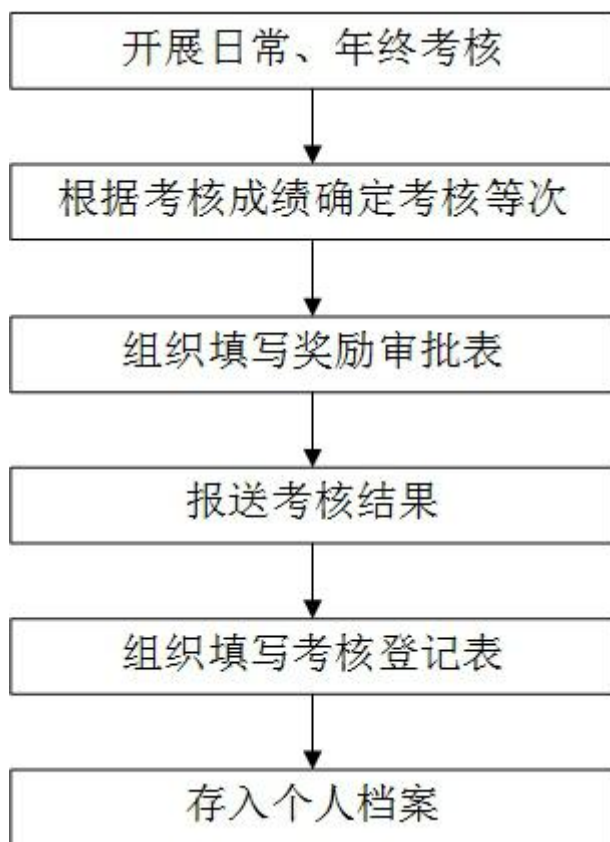 开展日常、年终考核
根据考核成绩确定考核等次
组织填写奖励审批表
报送考核结果
组织填写考核登记表
存入个人档案